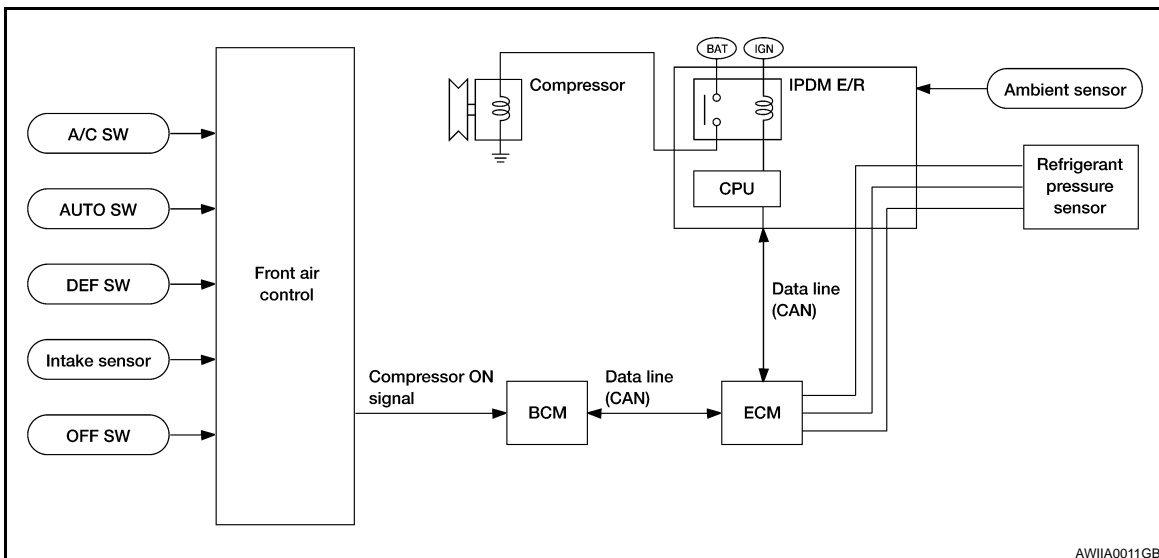 BAT
IGN
Compressor
IPDM E/R
Ambient sensor
A/C SW
Refrigerant
pressure
sensor
CPU
AUTO SW
Front air
control
DEF SW
Data line
(CAN)
Intake sensor
Compressor ON
signal
Data line
(CAN)
BCM
ECM
OFF SW
AWIIA0011GB